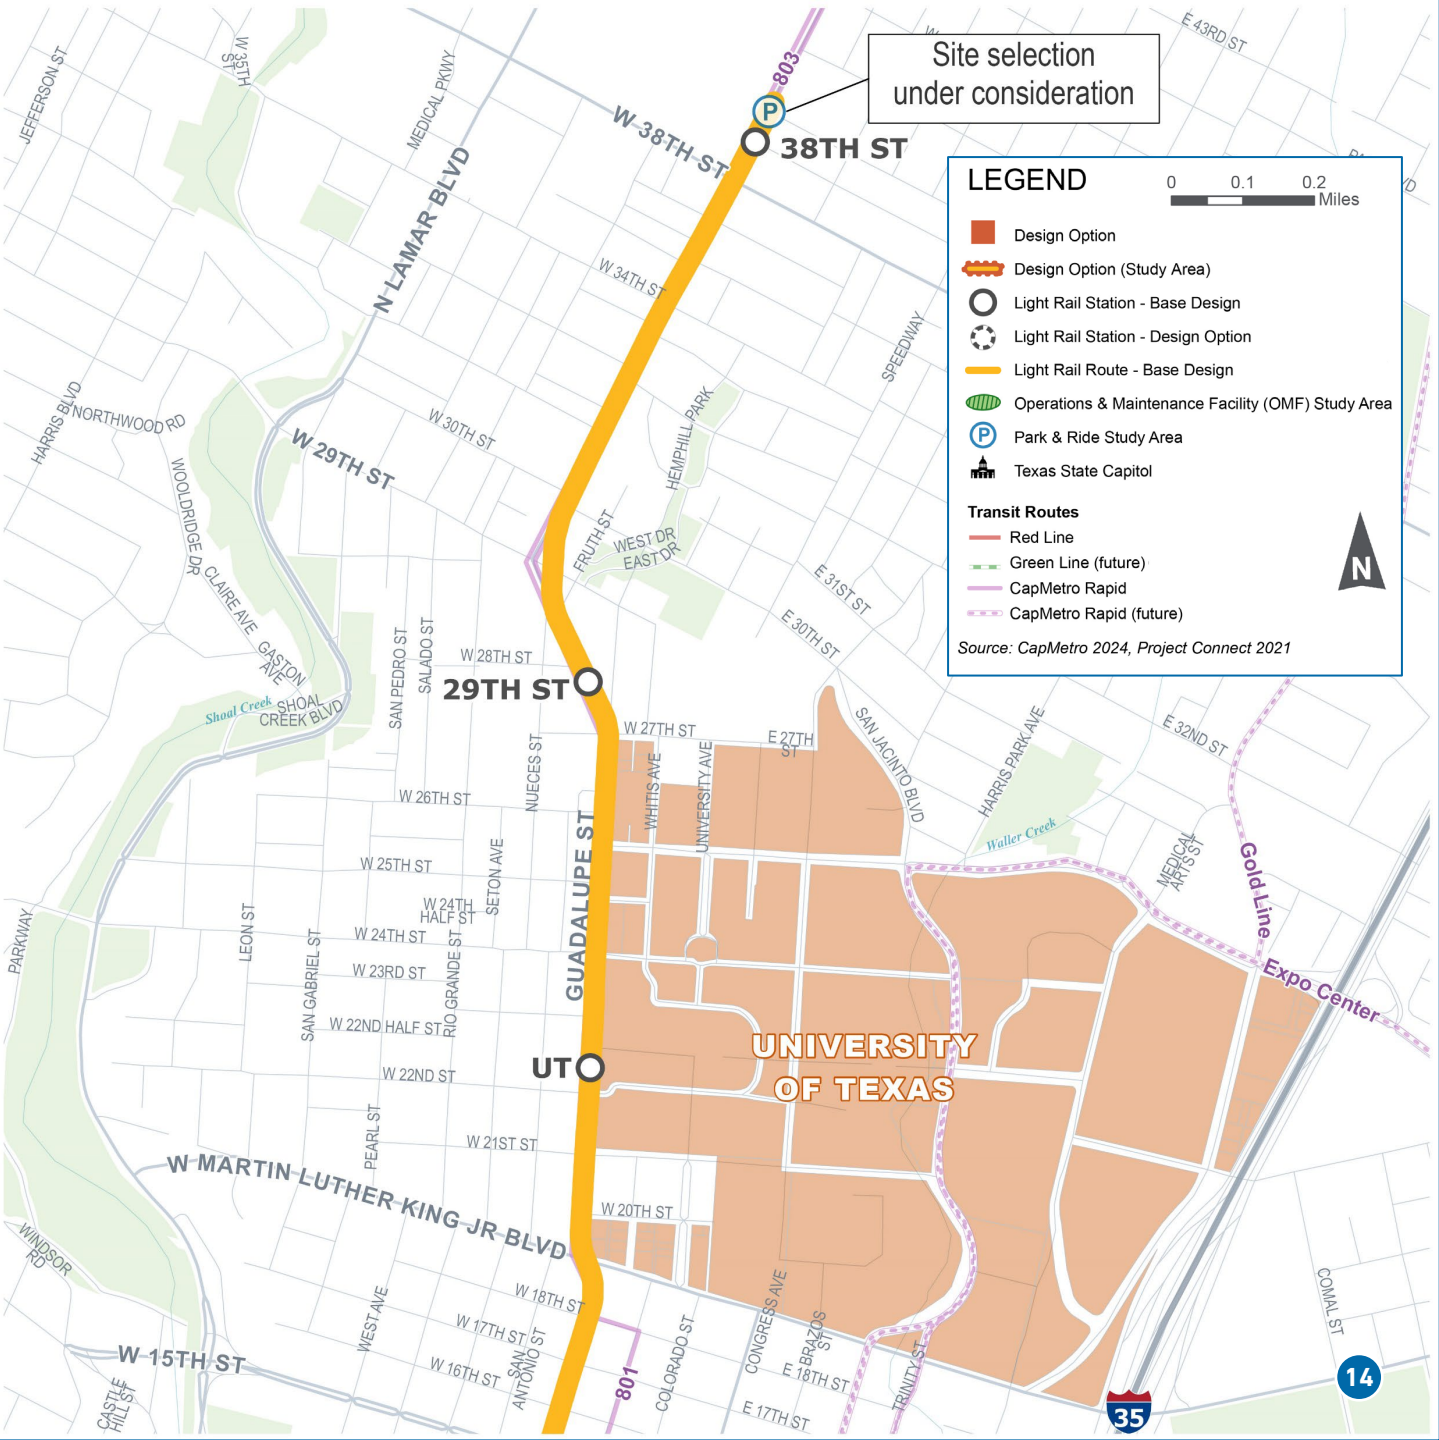 E 43RD ST
W 35TH
ST
JEFFERSON ST
MEDICAL PKWY
803
Site selection
under consideration
P
38TH ST
W 38TH ST
N LAMAR BLVD
LEGEND
0 0.1 0.2
Miles
Design Option
Design Option (Study Area)
Light Rail Station - Base Design
Light Rail Station - Design Option
Light Rail Route - Base Design
Operations & Maintenance Facility (OMF) Study Area
P
Park & Ride Study Area
Texas State Capitol
Transit Routes
Red Line
Green Line (future)
CapMetro Rapid
CapMetro Rapid (future)
Source: CapMetro 2024, Project Connect 2021
N
W 34TH ST
SPEEDWAY
HARRIS BLVD
NORTHWOOD RD
W 30TH ST
W 29TH ST
HEMPHILL PARK
WOOLDRIDGE DR
FRUTH ST
WEST DR
EAST DR
CLAIRE AVE
GASTON
AVE
E 31ST ST
E 30TH ST
SAN PEDRO ST
SALADO ST
W 28TH ST
29TH ST
Shoal Creek
SHOAL
CREEK BLVD
W 27TH ST
E 27TH
ST
SAN JACINTO BLVD
HARRIS PARK AVE
E 32ND ST
NUECES ST
WHITIS AVE
UNIVERSITY AVE
W 26TH ST
GUADALUPE ST
Waller Creek
MEDICAL
ARTS ST
Gold Line
W 25TH ST
SETON AVE
W 24TH
HALF ST
W 24TH ST
LEON ST
PARKWAY
SAN GABRIEL ST
W 23RD ST
RIO GRANDE ST
Expo Center
W 22ND HALF ST
UNIVERSITY
OF TEXAS
UT
W 22ND ST
PEARL ST
W 21ST ST
W MARTIN LUTHER KING JR BLVD
W 20TH ST
WINDSOR
RD
W 18TH ST
WEST AVE
W 17TH ST
SAN
ANTONIO ST
W 16TH ST
W 15TH ST
CASTLE
HILL ST
801
COLORADO ST
CONGRESS AVE
BRAZOS
ST
E 18TH ST
E 17TH ST
TRINITY ST
COMAL ST
35
14